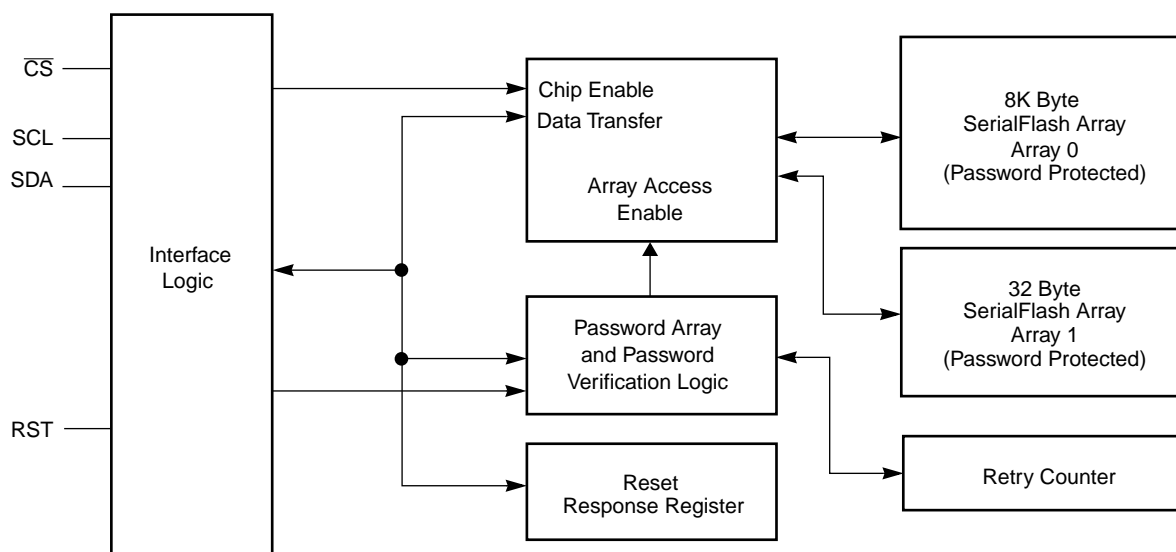 C̅S̅
SCL
SDA
RST
Interface
Logic
Chip Enable
Data Transfer
Array Access
Enable
Password Array
and Password
Verification Logic
Reset
Response Register
8K Byte
SerialFlash Array
Array 0
(Password Protected)
32 Byte
SerialFlash Array
Array 1
(Password Protected)
Retry Counter